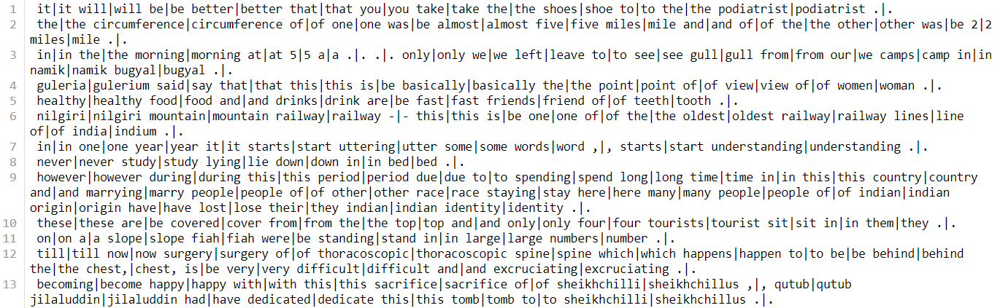 1 it|it will|will be|be better|better that|that you|you take|take the|the shoes|shoe to|to the|the podiatrist|podiatrist .|.
2 the|the circumference|circumference of|of one|one was|be almost|almost five|five miles|mile and|and of|of the|the other|other was|be 2|2
miles|mile .|.
3 in|in the|the morning|morning at|at 5|5 a|a .|. .|. only|only we|we left|leave to|to see|see gull|gull from|from our|we camps|camp in|in
namik|namik bugyal|bugyal .|.
4 guleria|gulerium said|say that|that this|this is|be basically|basically the|the point|point of|of view|view of|of women|woman .|.
5 healthy|healthy food|food and|and drinks|drink are|be fast|fast friends|friend of|of teeth|tooth .|.
6 nilgiri|nilgiri mountain|mountain railway|railway -|- this|this is|be one|one of|of the|the oldest|oldest railway|railway lines|line
of|of india|indium .|.
7 in|in one|one year|year it|it starts|start uttering|utter some|some words|word ,|, starts|start understanding|understanding .|.
8 never|never study|study lying|lie down|down in|in bed|bed .|.
9 however|however during|during this|this period|period due|due to|to spending|spend long|long time|time in|in this|this country|country
and|and marrying|marry people|people of|of other|other race|race staying|stay here|here many|many people|people of|of indian|indian
origin|origin have|have lost|lose their|they indian|indian identity|identity .|.
10 these|these are|be covered|cover from|from the|the top|top and|and only|only four|four tourists|tourist sit|sit in|in them|they .|.
11 on|on a|a slope|slope fiah|fiah were|be standing|stand in|in large|large numbers|number .|.
12 till|till now|now surgery|surgery of|of thoracoscopic|thoracoscopic spine|spine which|which happens|happen to|to be|be behind|behind
the|the chest,|chest, is|be very|very difficult|difficult and|and excruciating|excruciating .|.
13 becoming|become happy|happy with|with this|this sacrifice|sacrifice of|of sheikhchilli|sheikhchillus ,|, qutub|qutub
jilaluddin|jilaluddin had|have dedicated|dedicate this|this tomb|tomb to|to sheikhchilli|sheikhchillus .|.